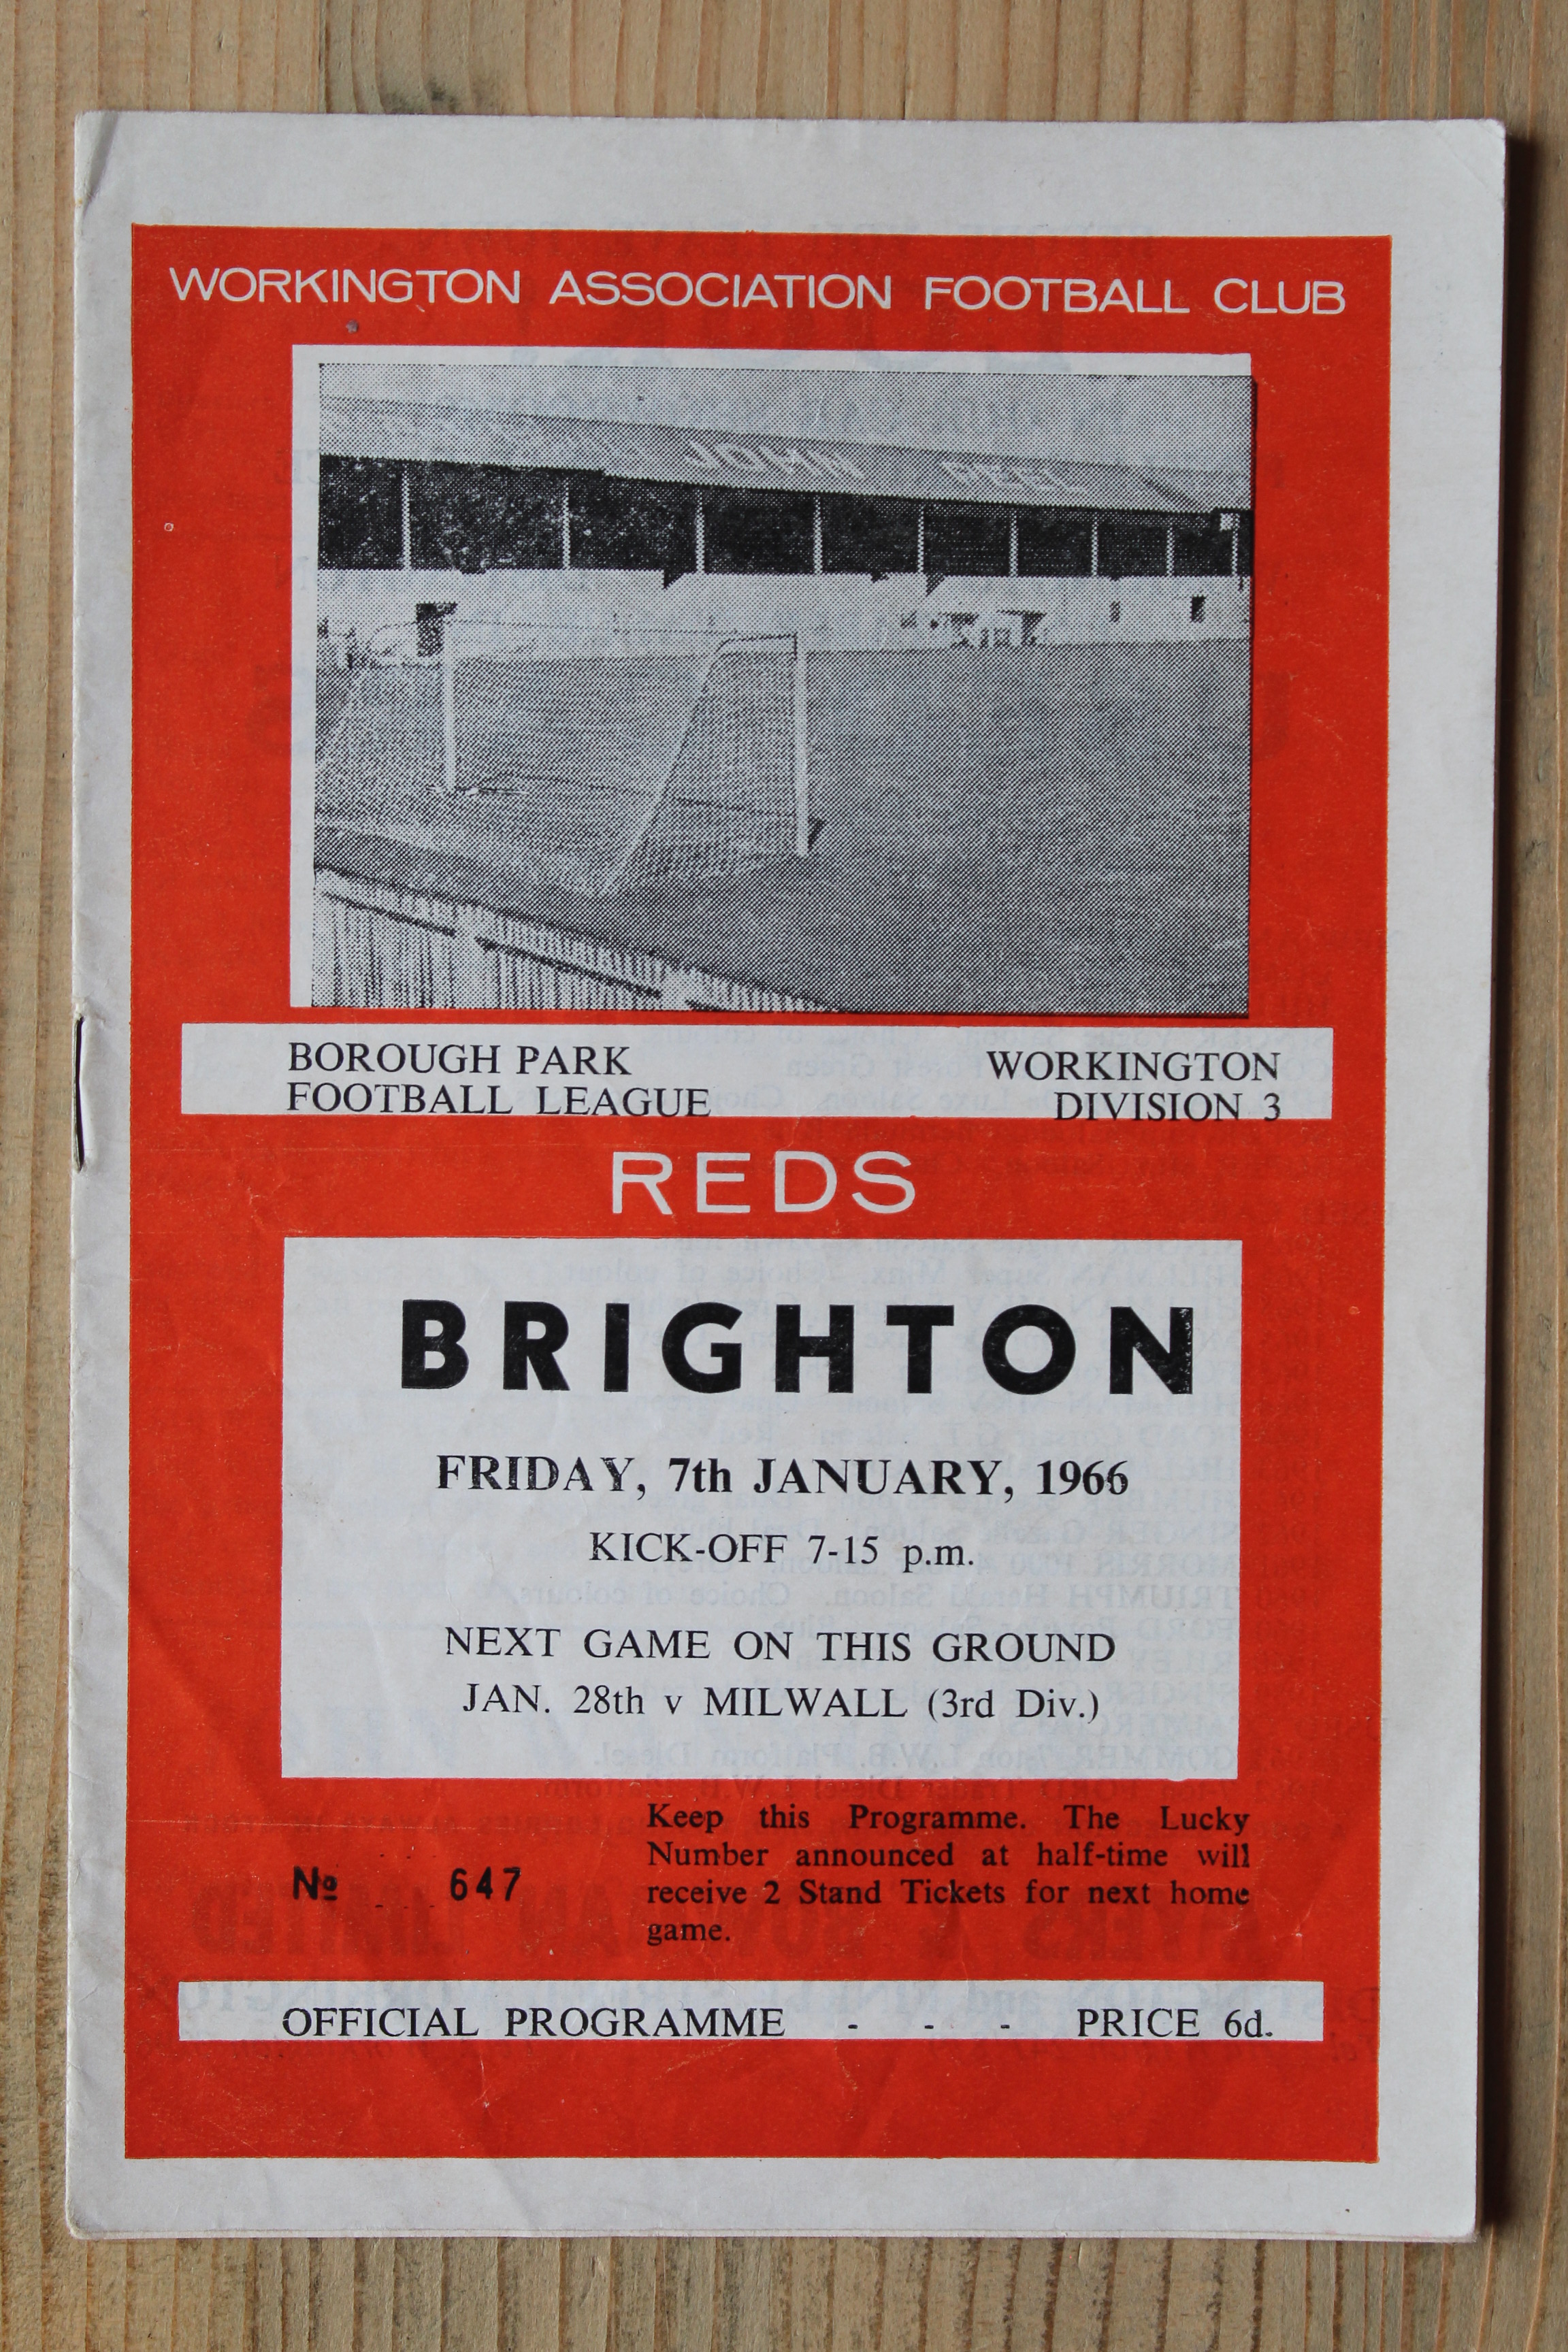 WORKINGTON ASSOCIATION FOOTBALL CLUB
JOHN PEEL
BOROUGH PARK WORKINGTON
FOOTBALL LEAGUE DIVISION 3
REDS
BRIGHTON
FRIDAY, 7th JANUARY, 1966
KICK-OFF 7-15 p.m.
NEXT GAME ON THIS GROUND
JAN. 28th v MILWALL (3rd Div.)
Keep this Programme. The Lucky
Number announced at half-time will
receive 2 Stand Tickets for next home
game.
No 647
OFFICIAL PROGRAMME - - - PRICE 6d.